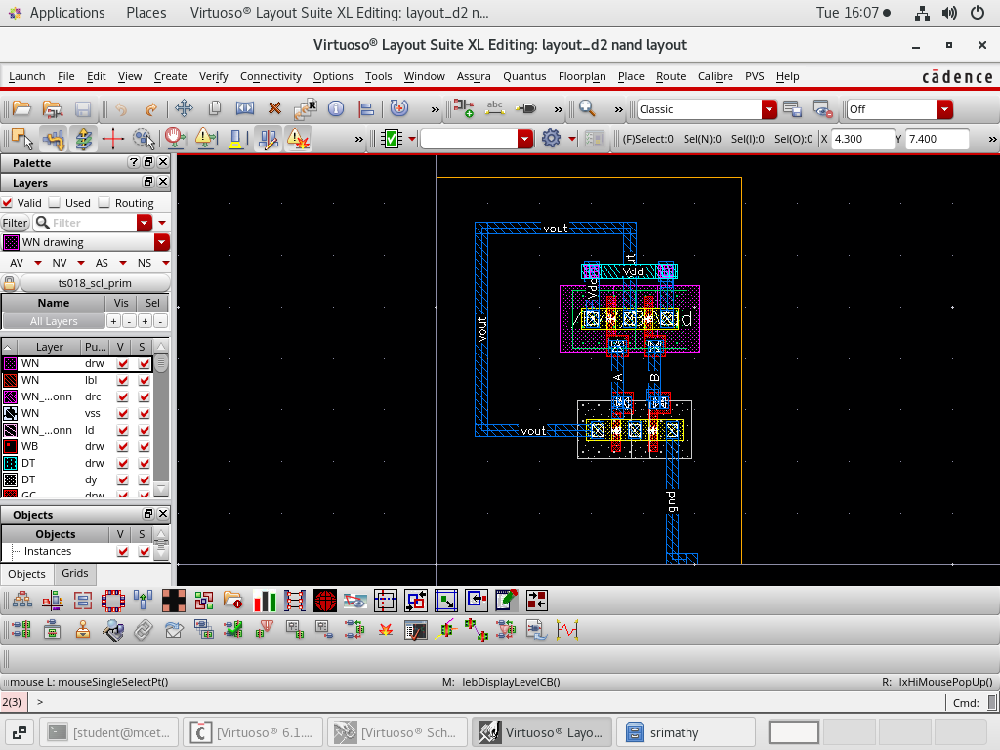 Applications Places Virtuoso® Layout Suite XL Editing: layout_d2 n... Tue 16:07
Virtuoso® Layout Suite XL Editing: layout_d2 nand layout
Launch File Edit View Create Verify Connectivity Options Tools Window Assura Quantus Floorplan Place Route Calibre PVS Help cādence
abc » » » Classic Off
» (F)Select:0 Sel(N):0 Sel(I):0 Sel(O):0 X 4.300 Y 7.400 »
Palette ?
Layers
Valid Used Routing
Filter Filter
WN drawing
AV NV AS NS
ts018_scl_prim
Name Vis Sel
All Layers + - + -
Layer Pu... V S
WN drw
WN lbl
WN_...onn drc
WN vss
WN_...onn ld
WB drw
DT drw
DT dy
GC drw
Objects
Objects V S
Instances
Objects Grids
vout
Vdd
Vdd
vout
A
B
vout
gnd
mouse L: mouseSingleSelectPt() M: _lebDisplayLevelCB() R: _lxHiMousePopUp()
2(3) > Cmd:
[student@mcet... [Virtuoso® 6.1.... [Virtuoso® Sch... Virtuoso® Layo... srimathy